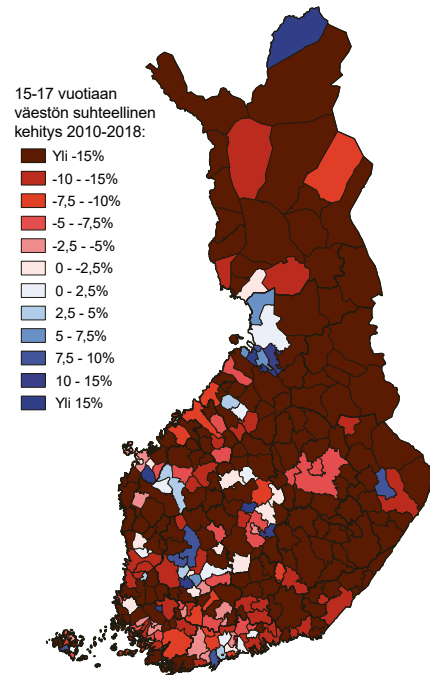 15-17 vuotiaan
väestön suhteellinen
kehitys 2010-2018:
Yli -15%
-10 - -15%
-7,5 - -10%
-5 - -7,5%
-2,5 - -5%
0 - -2,5%
0 - 2,5%
2,5 - 5%
5 - 7,5%
7,5 - 10%
10 - 15%
Yli 15%